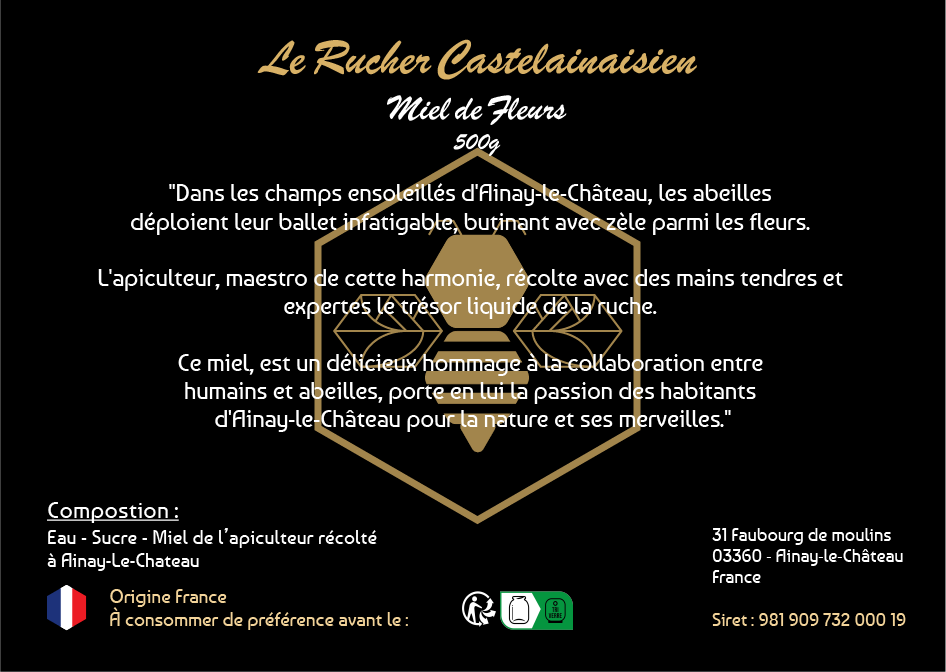 Le Rucher Castelainaisien
Miel de Fleurs
500g
"Dans les champs ensoleillés d'Ainay-le-Château, les abeilles
déploient leur ballet infatigable, butinant avec zèle parmi les fleurs.
L'apiculteur, maestro de cette harmonie, récolte avec des mains tendres et
expertes le trésor liquide de la ruche.
Ce miel, est un délicieux hommage à la collaboration entre
humains et abeilles, porte en lui la passion des habitants
d'Ainay-le-Château pour la nature et ses merveilles."
Compostion :
Eau - Sucre - Miel de l’apiculteur récolté
à Ainay-Le-Chateau
Origine France
À consommer de préférence avant le :
TRI
VERRE
31 Faubourg de moulins
03360 - Ainay-le-Château
France
Siret : 981 909 732 000 19